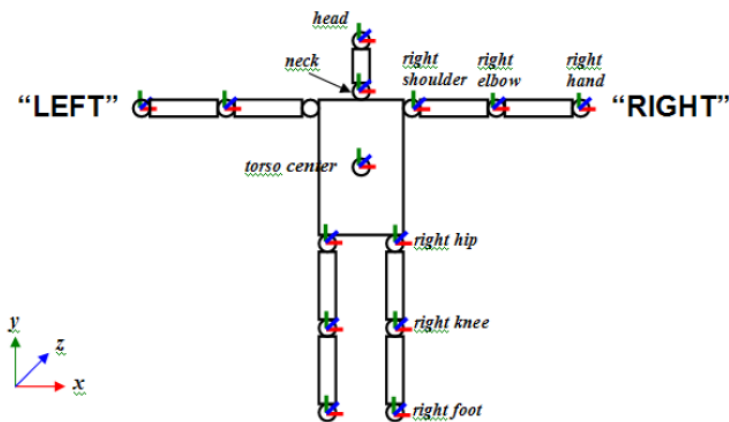 head
neck
right
shoulder
right
elbow
right
hand
“LEFT”
“RIGHT”
torso center
right hip
right knee
right foot
y
z
x